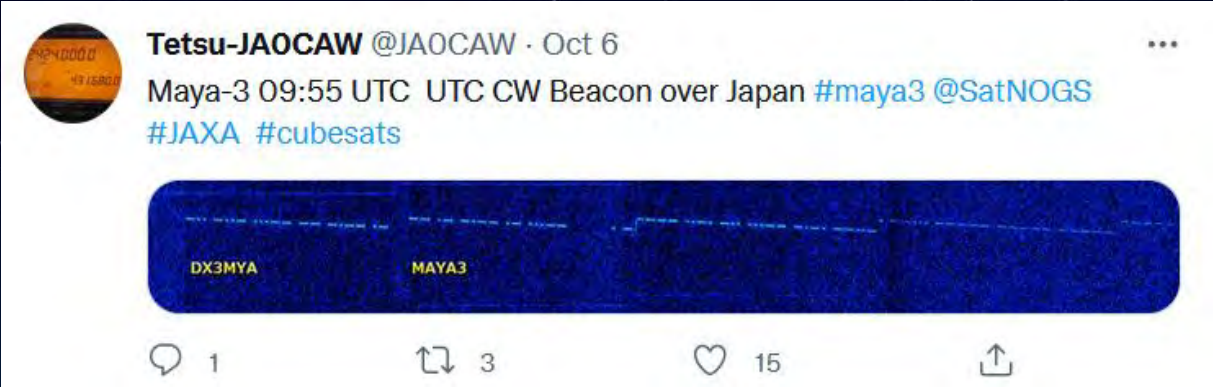 Tetsu-JA0CAW @JA0CAW · Oct 6
Maya-3 09:55 UTC  UTC CW Beacon over Japan #maya3 @SatNOGS
#JAXA  #cubesats
DX3MYA MAYA3
1 3 15